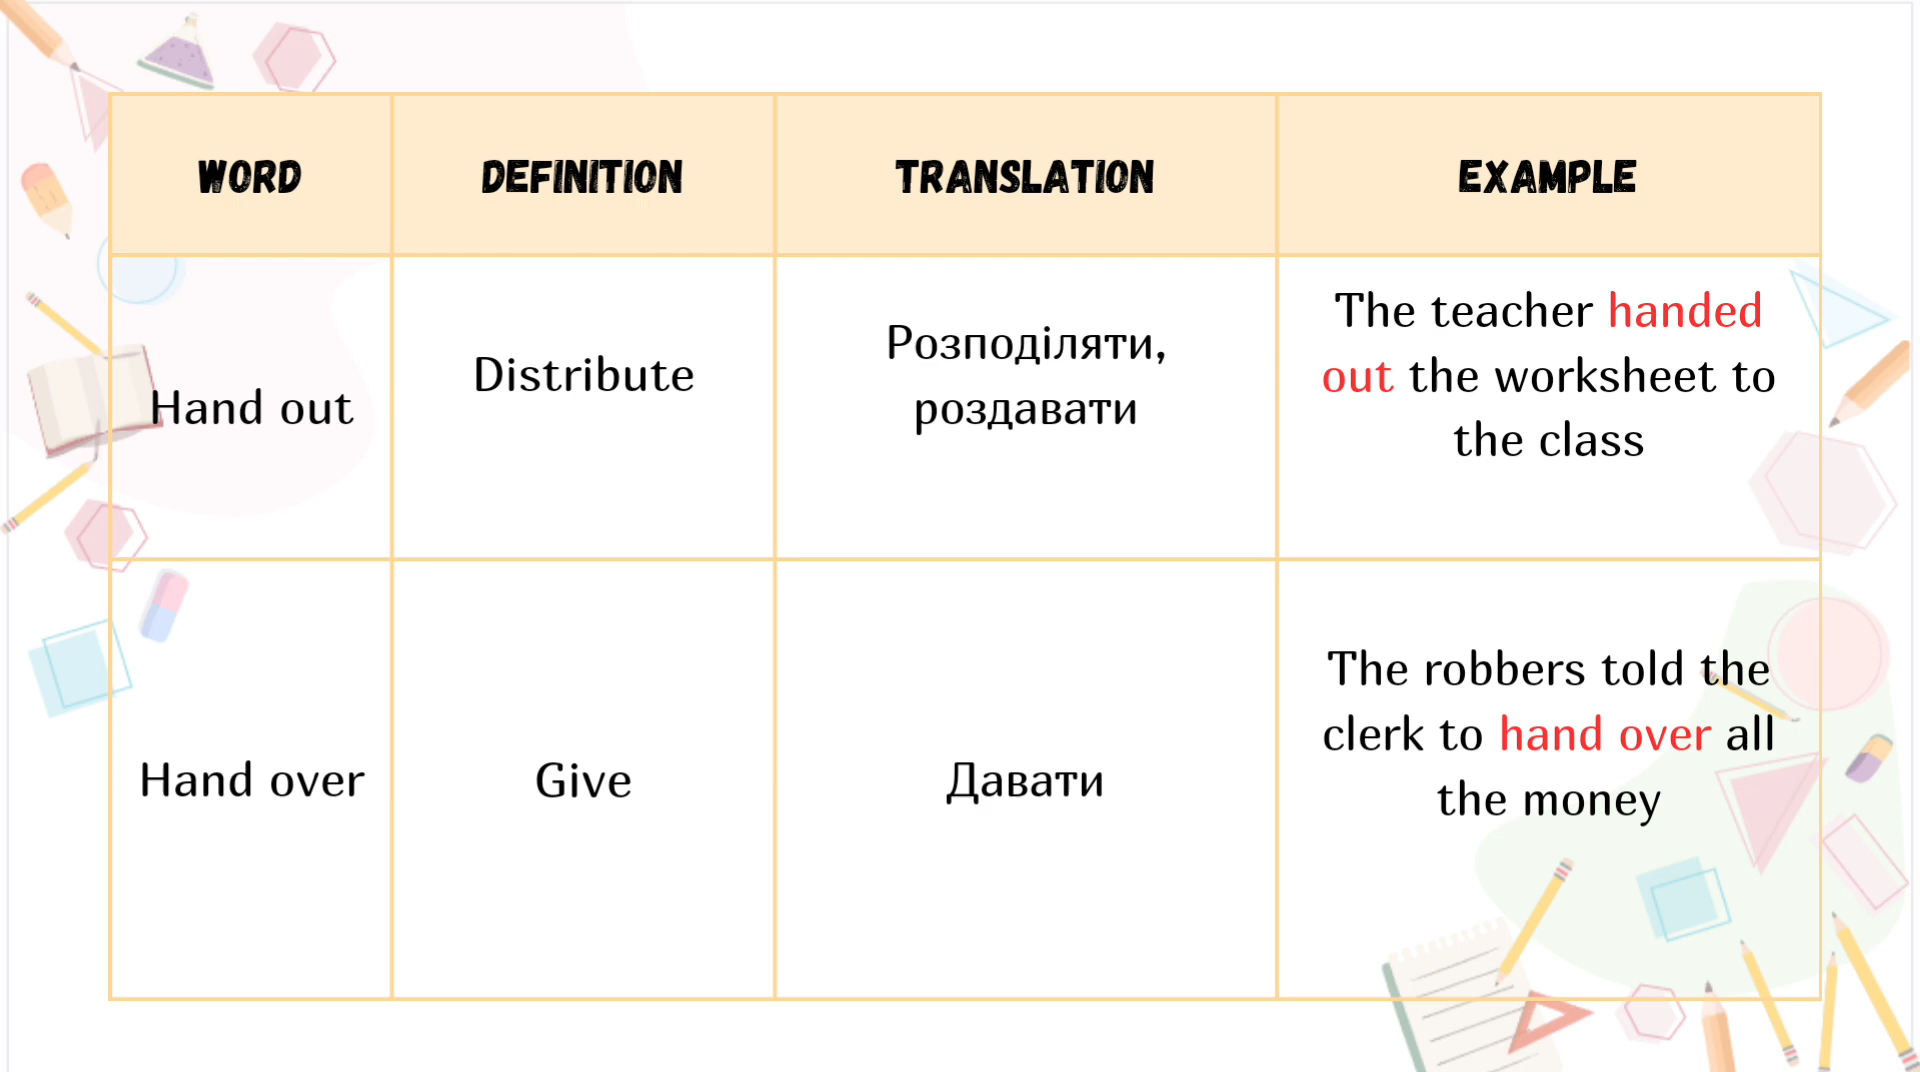 WORD
DEFINITION
TRANSLATION
EXAMPLE
Hand out
Distribute
Розподіляти,
роздавати
The teacher handed
out the worksheet to
the class
Hand over
Give
Давати
The robbers told the
clerk to hand over all
the money